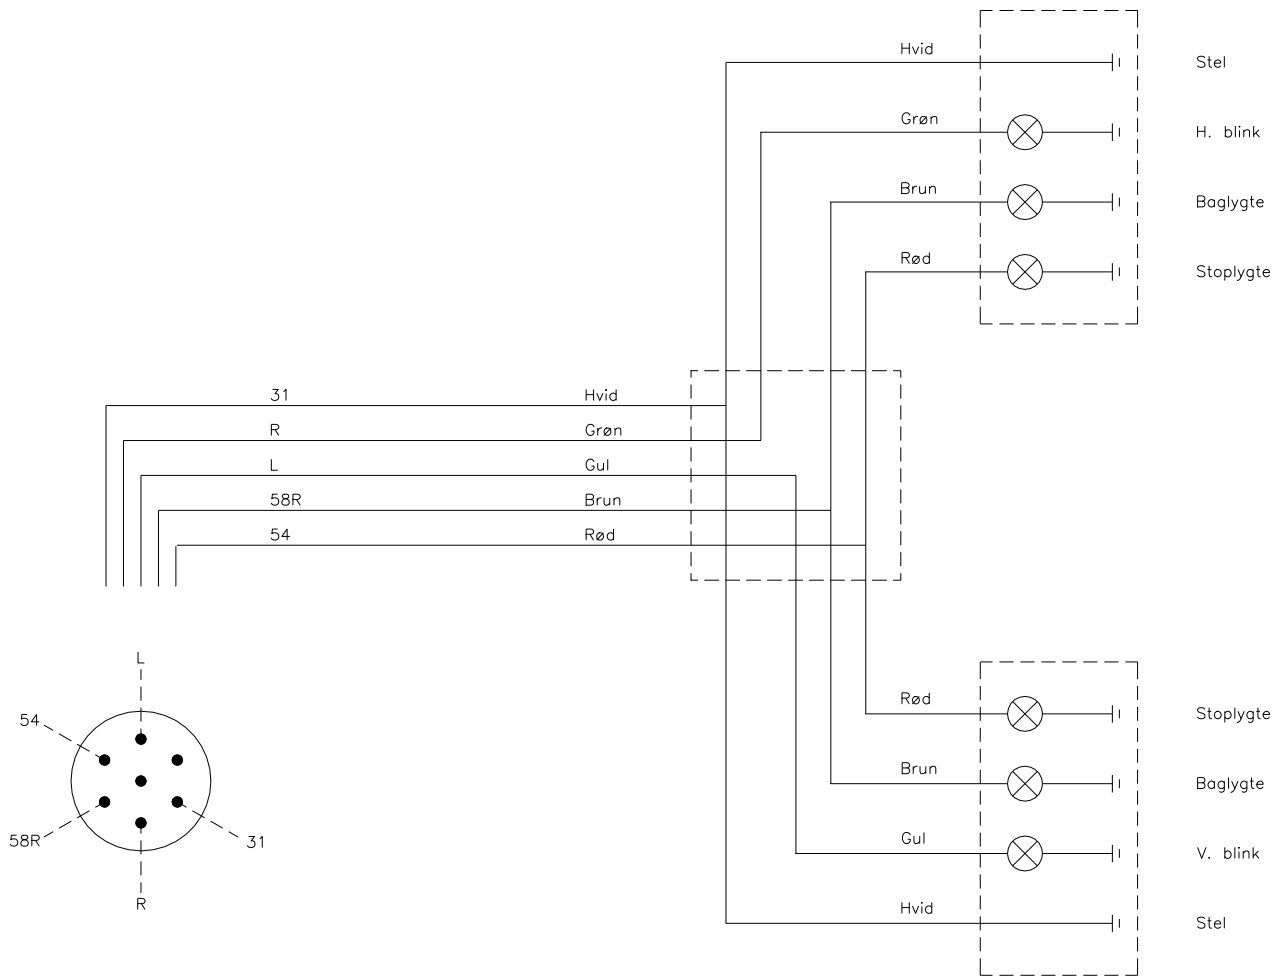 Hvid
Stel
Grøn
H. blink
Brun
Baglygte
Rød
Stoplygte
31 Hvid
R Grøn
L Gul
58R Brun
54 Rød
L
54
58R
31
R
Rød
Stoplygte
Brun
Baglygte
Gul
V. blink
Hvid
Stel